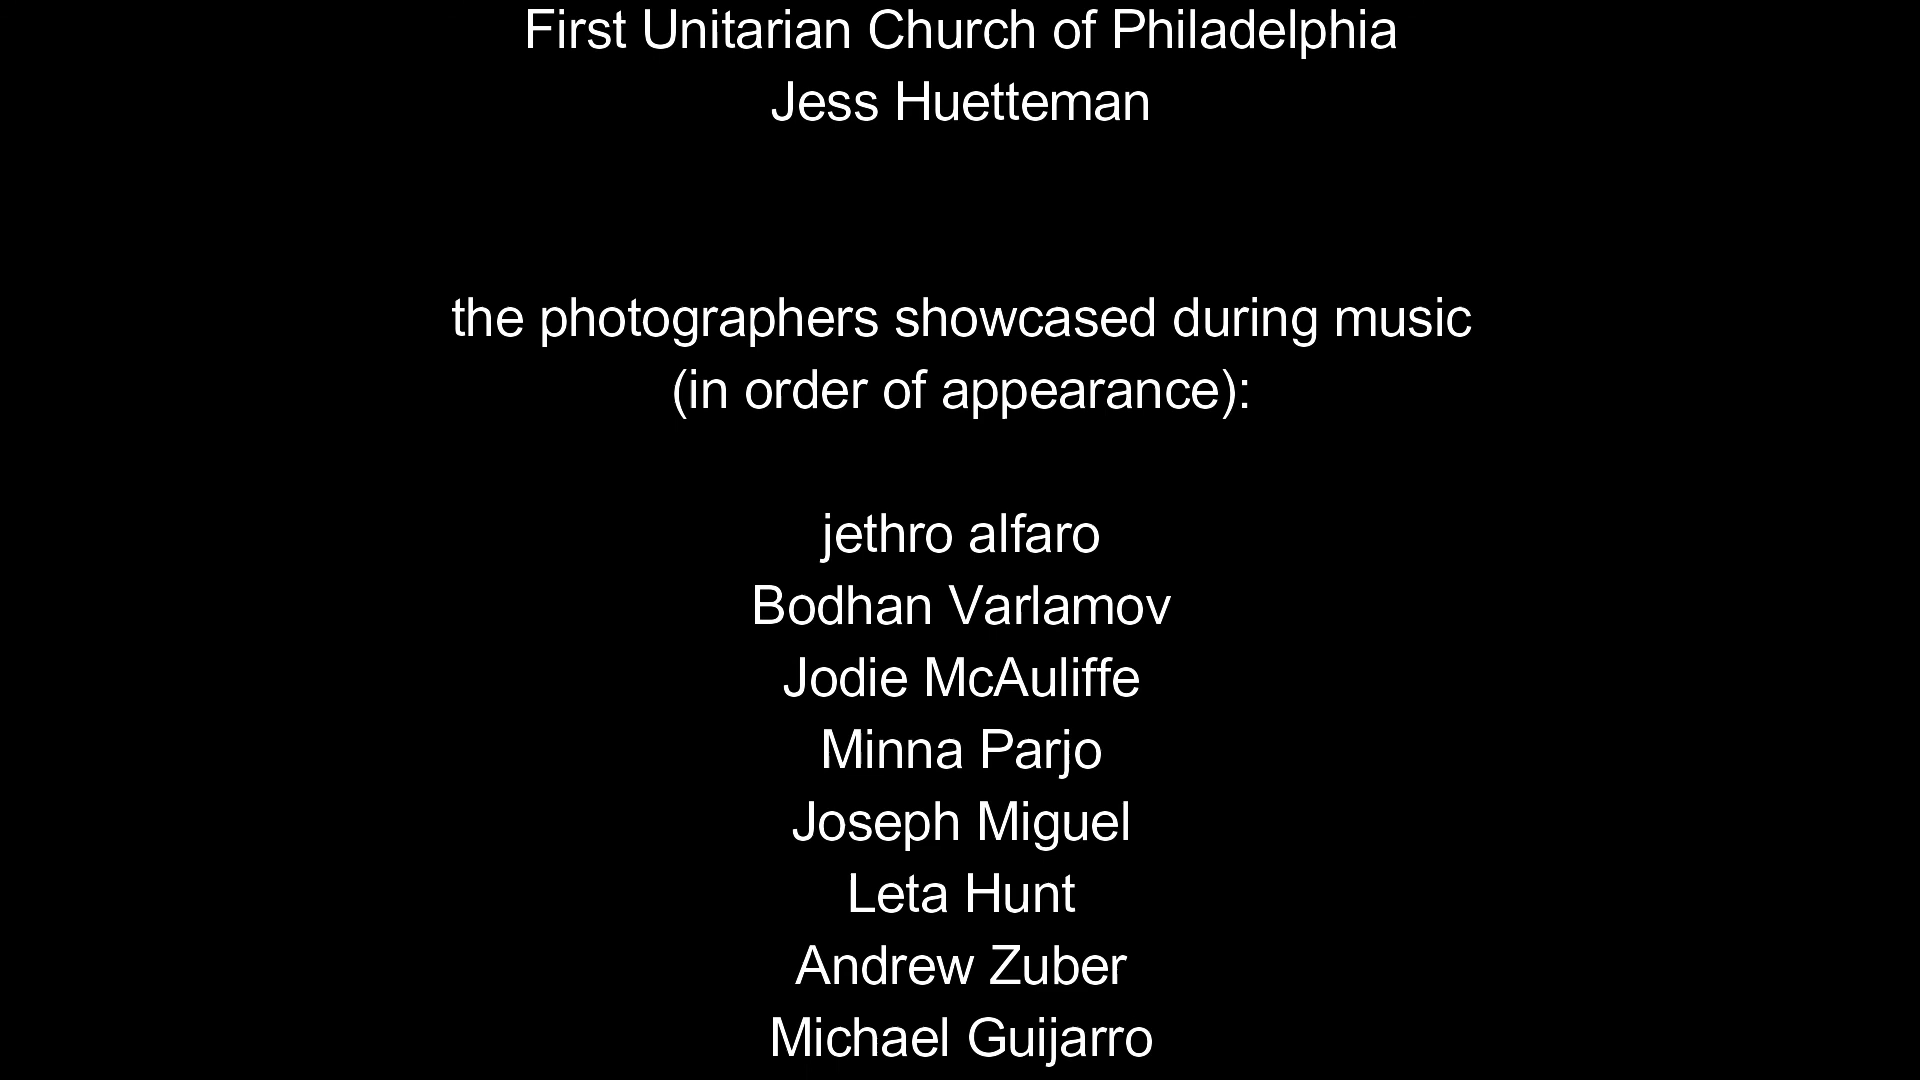 First Unitarian Church of Philadelphia
Jess Huetteman
the photographers showcased during music
(in order of appearance):
jethro alfaro
Bodhan Varlamov
Jodie McAuliffe
Minna Parjo
Joseph Miguel
Leta Hunt
Andrew Zuber
Michael Guijarro